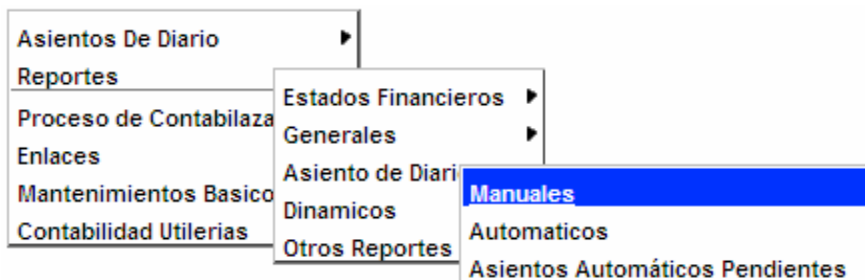 Asientos De Diario
Reportes
Proceso de Contabilaza
Enlaces
Mantenimientos Basico
Contabilidad Utilerias
Estados Financieros
Generales
Asiento de Diari
Dinamicos
Otros Reportes
Manuales
Automaticos
Asientos Automáticos Pendientes